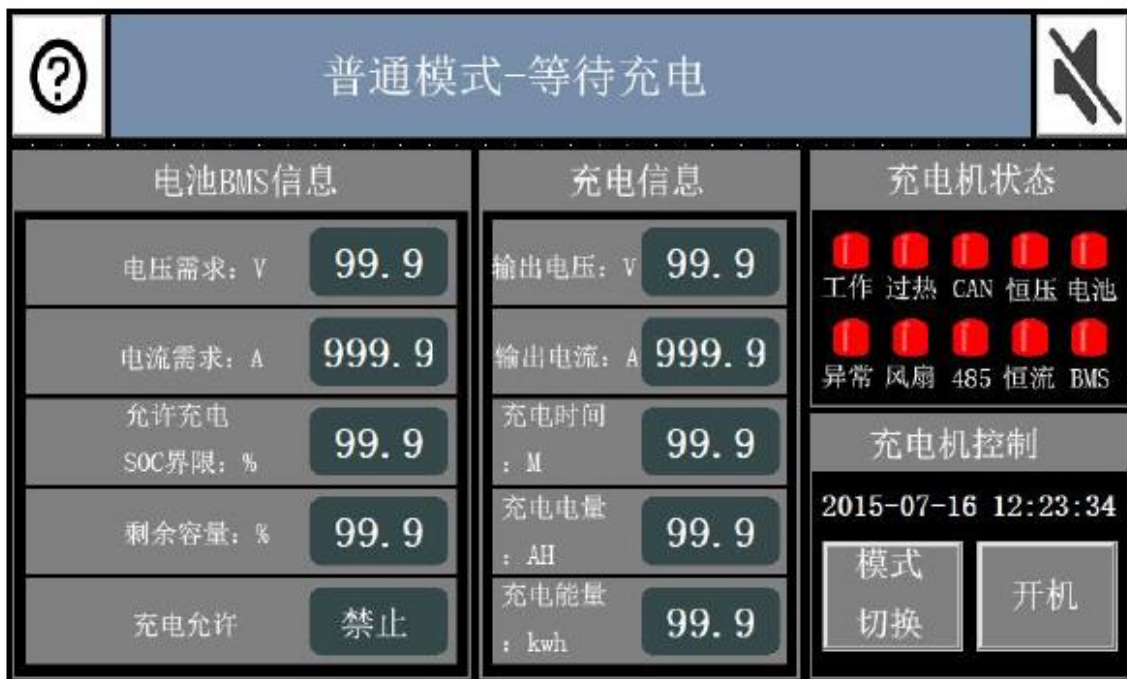 普通模式-等待充电
电池BMS信息
电压需求: V 99.9
电流需求: A 999.9
允许充电
SOC界限: % 99.9
剩余容量: % 99.9
充电允许 禁止
充电信息
输出电压: V 99.9
输出电流: A 999.9
充电时间
: M 99.9
充电电量
: AH 99.9
充电能量
: kwh 99.9
充电机状态
工作 过热 CAN 恒压 电池
异常 风扇 485 恒流 BMS
充电机控制
2015-07-16 12:23:34
模式
切换
开机